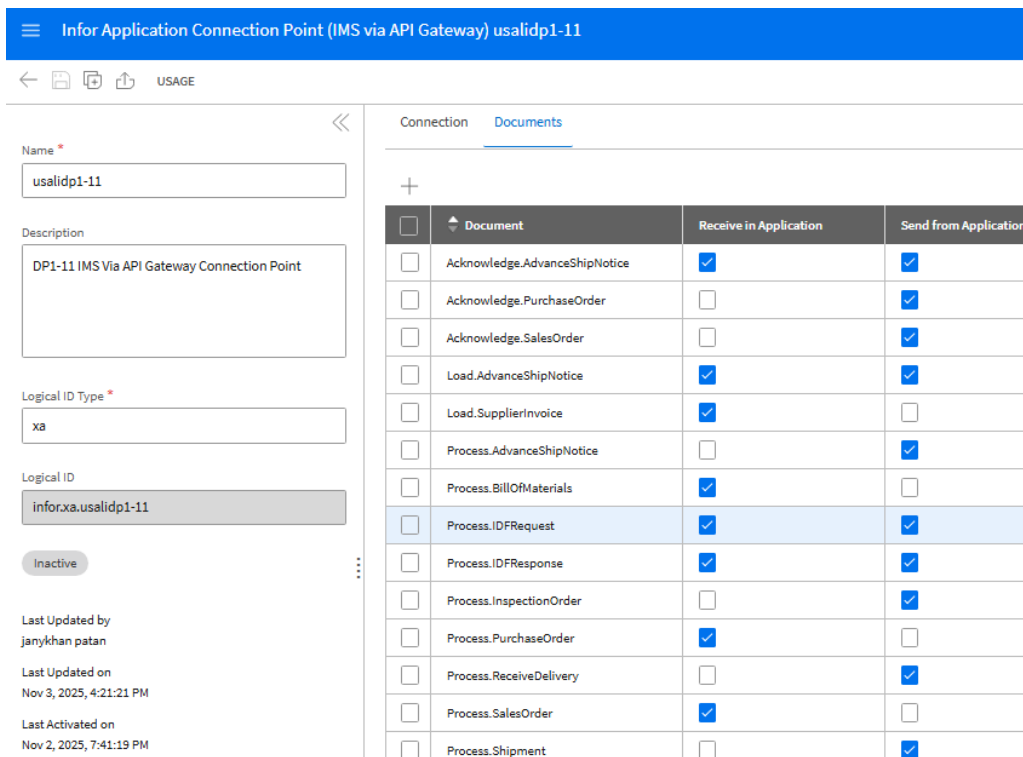 Infor Application Connection Point (IMS via API Gateway) usalidp1-11
USAGE
Name *
usalidp1-11
Description
DP1-11 IMS Via API Gateway Connection Point
Logical ID Type *
xa
Logical ID
infor.xa.usalidp1-11
Inactive
Last Updated by
janykhan patan
Last Updated on
Nov 3, 2025, 4:21:21 PM
Last Activated on
Nov 2, 2025, 7:41:19 PM
Connection Documents
Document Receive in Application Send from Application
Acknowledge.AdvanceShipNotice
Acknowledge.PurchaseOrder
Acknowledge.SalesOrder
Load.AdvanceShipNotice
Load.SupplierInvoice
Process.AdvanceShipNotice
Process.BillOfMaterials
Process.IDFRequest
Process.IDFResponse
Process.InspectionOrder
Process.PurchaseOrder
Process.ReceiveDelivery
Process.SalesOrder
Process.Shipment